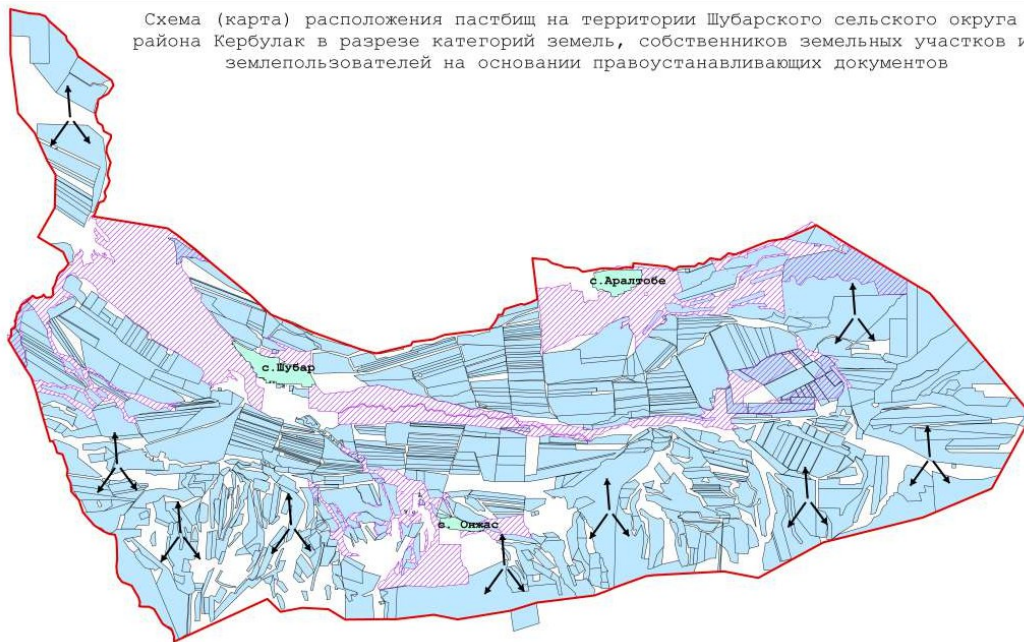 Схема (карта) расположения пастбищ на территории Шубарского сельского округа
района Кербулак в разрезе категорий земель, собственников земельных участков и
землепользователей на основании правоустанавливающих документов
с.Аралтобе
с.Шубар
с. Онжас